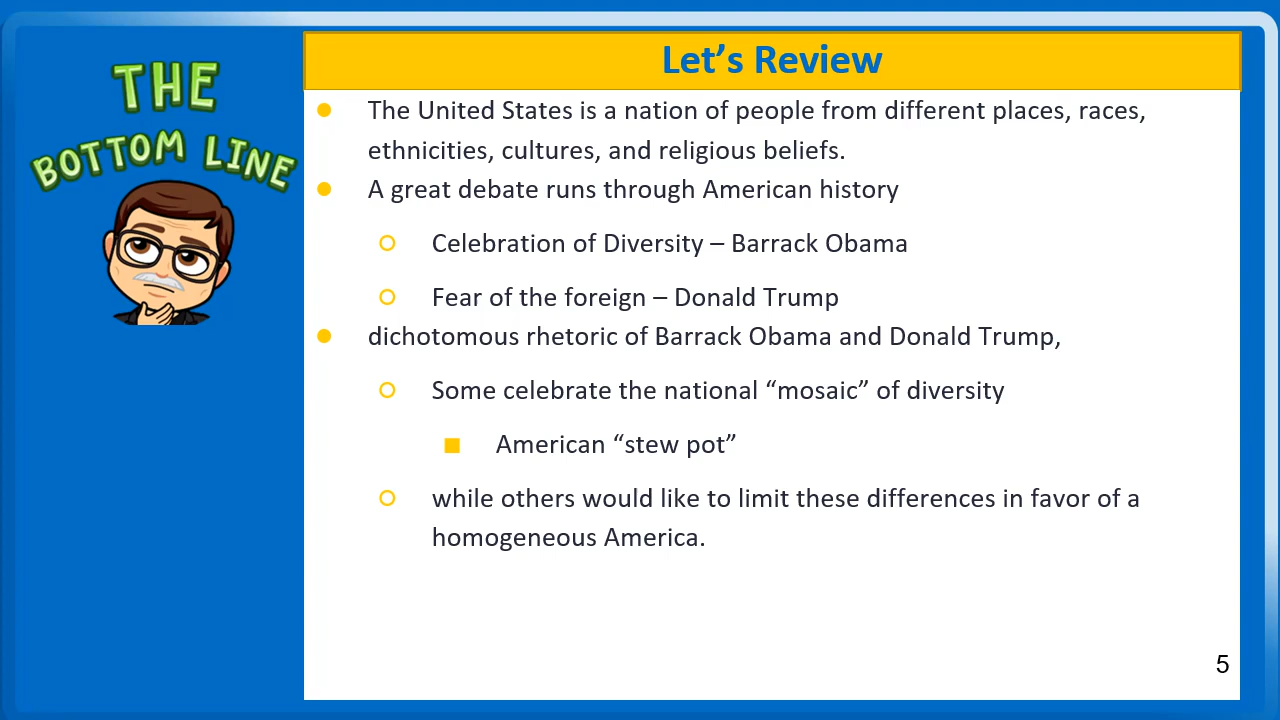 THE
BOTTOM LINE
Let’s Review
The United States is a nation of people from different places, races,
ethnicities, cultures, and religious beliefs.
A great debate runs through American history
Celebration of Diversity – Barrack Obama
Fear of the foreign – Donald Trump
dichotomous rhetoric of Barrack Obama and Donald Trump,
Some celebrate the national “mosaic” of diversity
American “stew pot”
while others would like to limit these differences in favor of a
homogeneous America.
5